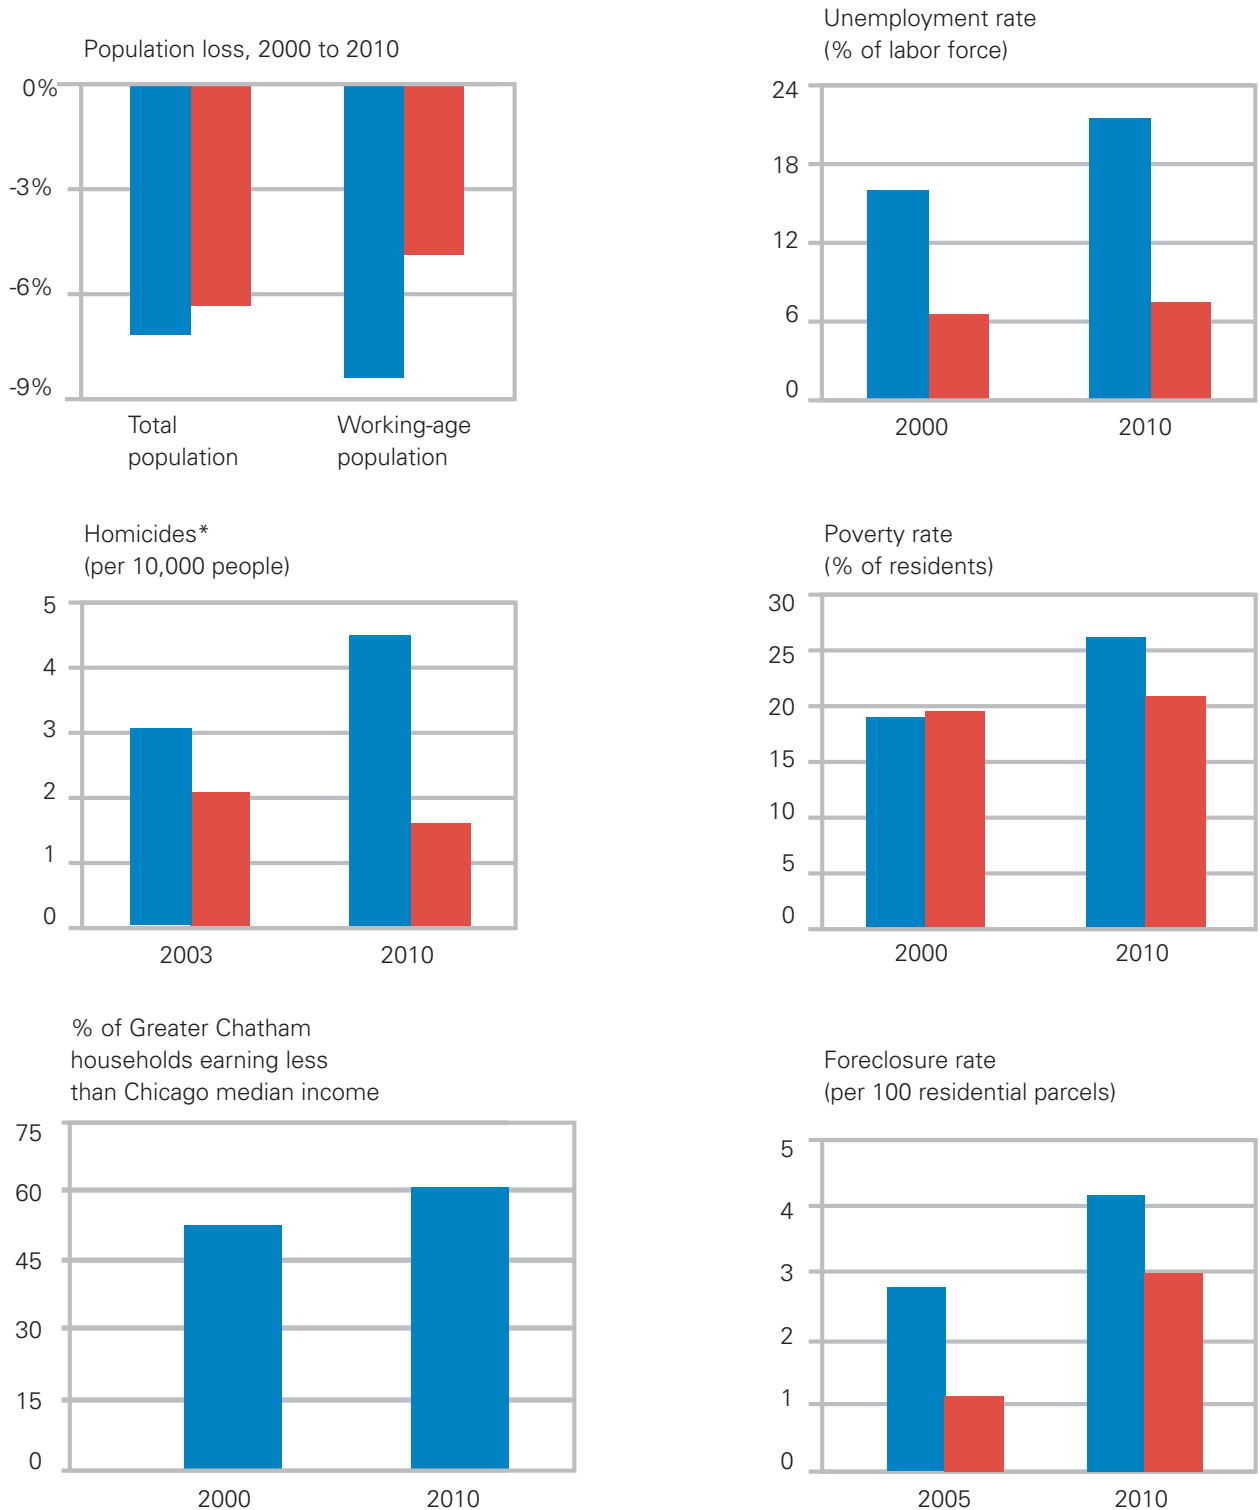 Population loss, 2000 to 2010
0%
-3%
-6%
-9%
Total
population
Working-age
population
Unemployment rate
(% of labor force)
24
18
12
6
0
2000
2010
Homicides*
(per 10,000 people)
5
4
3
2
1
0
2003
2010
Poverty rate
(% of residents)
30
25
20
15
10
5
0
2000
2010
% of Greater Chatham
households earning less
than Chicago median income
75
60
45
30
15
0
2000
2010
Foreclosure rate
(per 100 residential parcels)
5
4
3
2
1
0
2005
2010